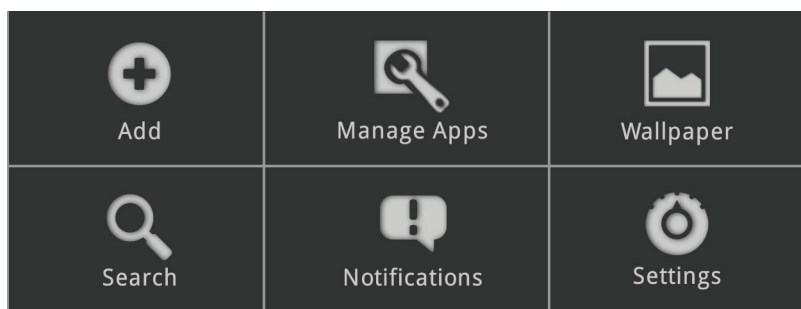 Add
Manage Apps
Wallpaper
Search
Notifications
Settings